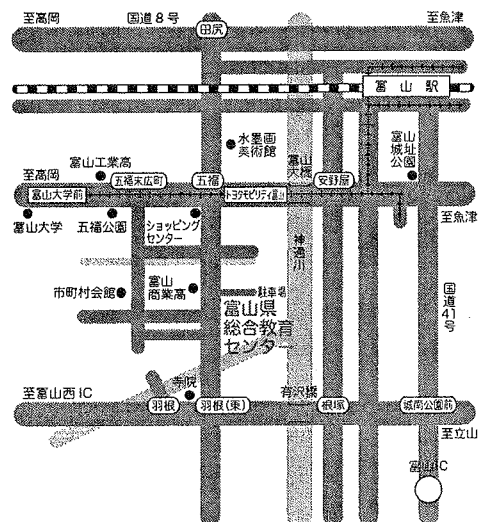 至高岡
国道8号
至魚津
田尻
富山駅
水墨画
美術館
富山
大橋
富山
城址
公園
富山工業高
至高岡
五福末広町
五福
安野屋
富山大学前
トヨタモビリティ富山
至魚津
富山大学
五福公園
ショッピング
センター
神通川
市町村会館
富山
商業高
駐車場
国道41号
富山県
総合教育
センター
寺院
至富山西IC
羽根
羽根(東)
有沢橋
根塚
城南公園前
至立山
富山IC